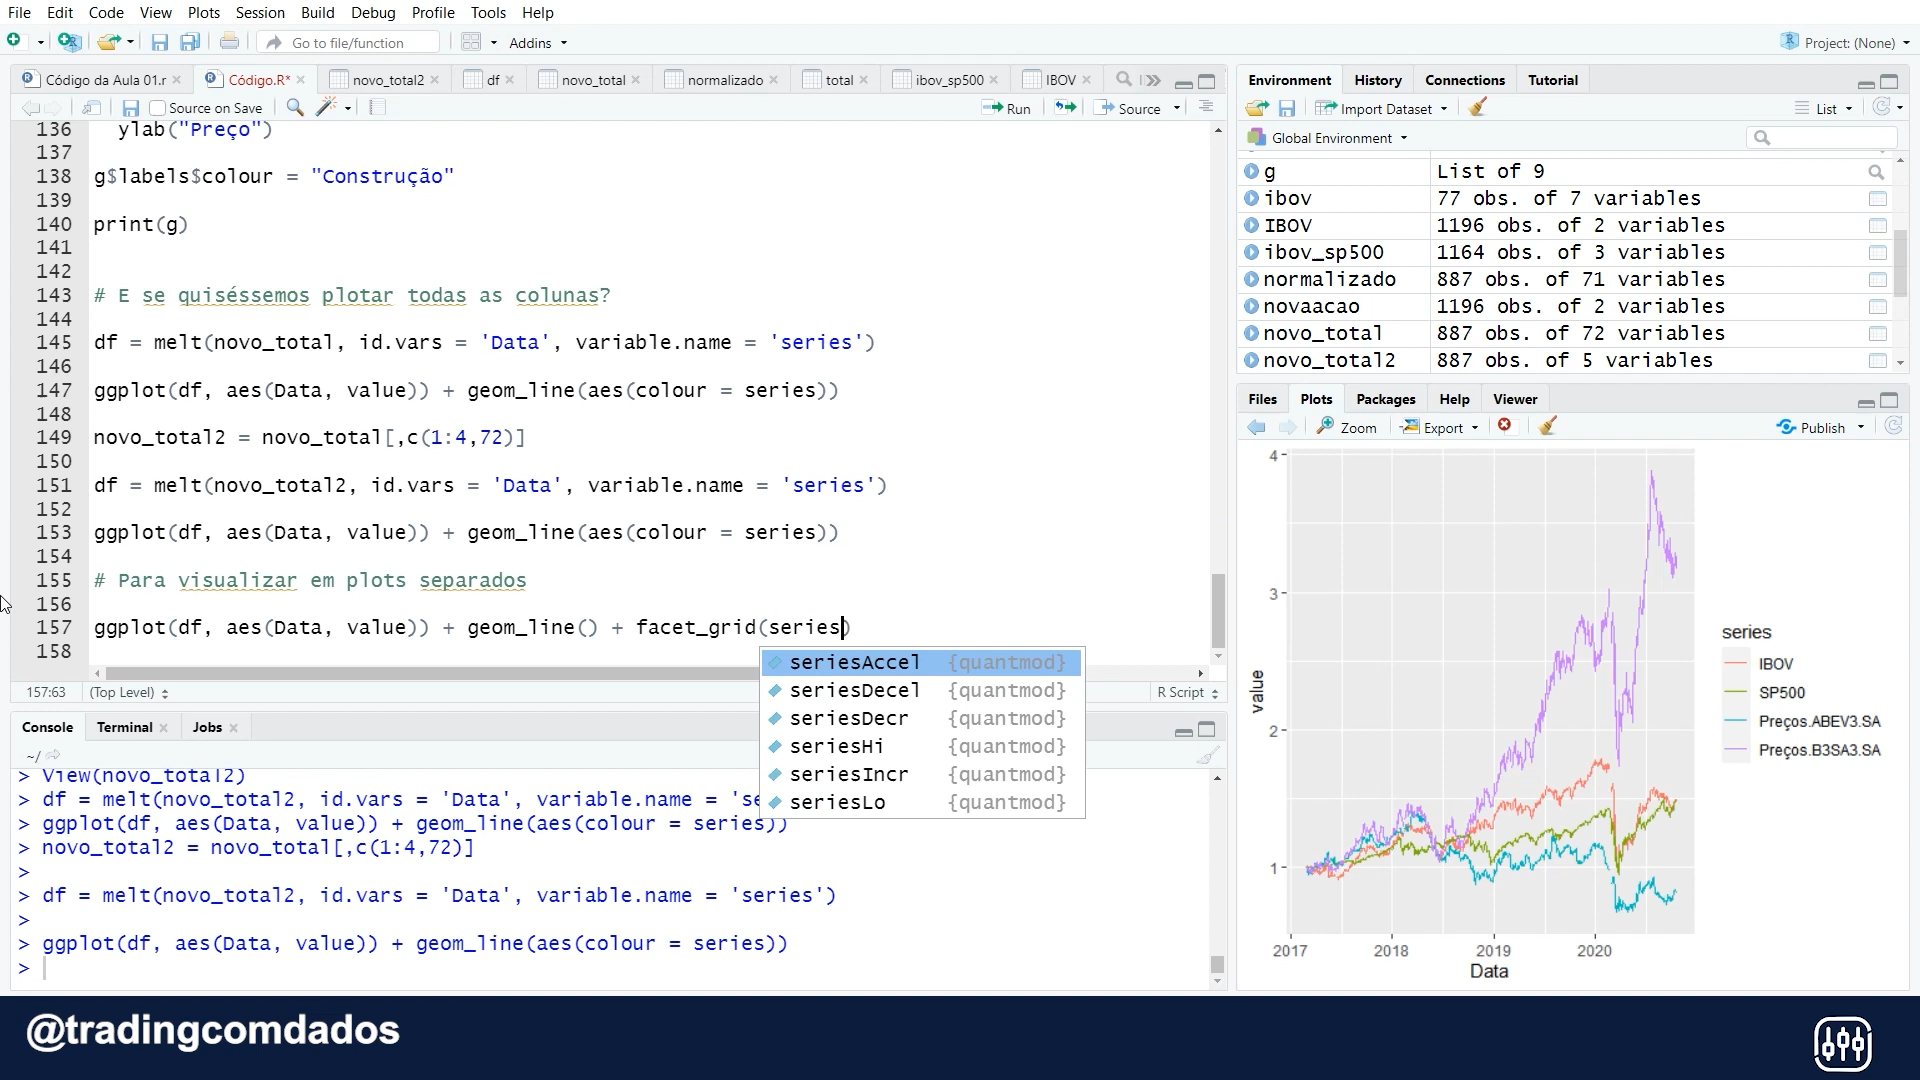 File Edit Code View Plots Session Build Debug Profile Tools Help
Go to file/function Addins Project: (None)
Código da Aula 01.r Código.R* novo_total2 df novo_total normalizado total ibov_sp500 IBOV
Source on Save Run Source
136 ylab("Preço")
137
138 g$labels$colour = "Construção"
139
140 print(g)
141
142
143 # E se quiséssemos plotar todas as colunas?
144
145 df = melt(novo_total, id.vars = 'Data', variable.name = 'series')
146
147 ggplot(df, aes(Data, value)) + geom_line(aes(colour = series))
148
149 novo_total2 = novo_total[,c(1:4,72)]
150
151 df = melt(novo_total2, id.vars = 'Data', variable.name = 'series')
152
153 ggplot(df, aes(Data, value)) + geom_line(aes(colour = series))
154
155 # Para visualizar em plots separados
156
157 ggplot(df, aes(Data, value)) + geom_line() + facet_grid(series)
158
seriesAccel {quantmod}
seriesDecel {quantmod}
seriesDecr {quantmod}
seriesHi {quantmod}
seriesIncr {quantmod}
seriesLo {quantmod}
157:63 (Top Level) R Script
Console Terminal Jobs
~/
> View(novo_total2)
> df = melt(novo_total2, id.vars = 'Data', variable.name = 'se
> ggplot(df, aes(Data, value)) + geom_line(aes(colour = series))
> novo_total2 = novo_total[,c(1:4,72)]
>
> df = melt(novo_total2, id.vars = 'Data', variable.name = 'series')
>
> ggplot(df, aes(Data, value)) + geom_line(aes(colour = series))
>
Environment History Connections Tutorial
Import Dataset List
Global Environment
g List of 9
ibov 77 obs. of 7 variables
IBOV 1196 obs. of 2 variables
ibov_sp500 1164 obs. of 3 variables
normalizado 887 obs. of 71 variables
novaacao 1196 obs. of 2 variables
novo_total 887 obs. of 72 variables
novo_total2 887 obs. of 5 variables
Files Plots Packages Help Viewer
Zoom Export Publish
4
3
2
1
value
2017 2018 2019 2020
Data
series
IBOV
SP500
Preços.ABEV3.SA
Preços.B3SA3.SA
@tradingcomdados